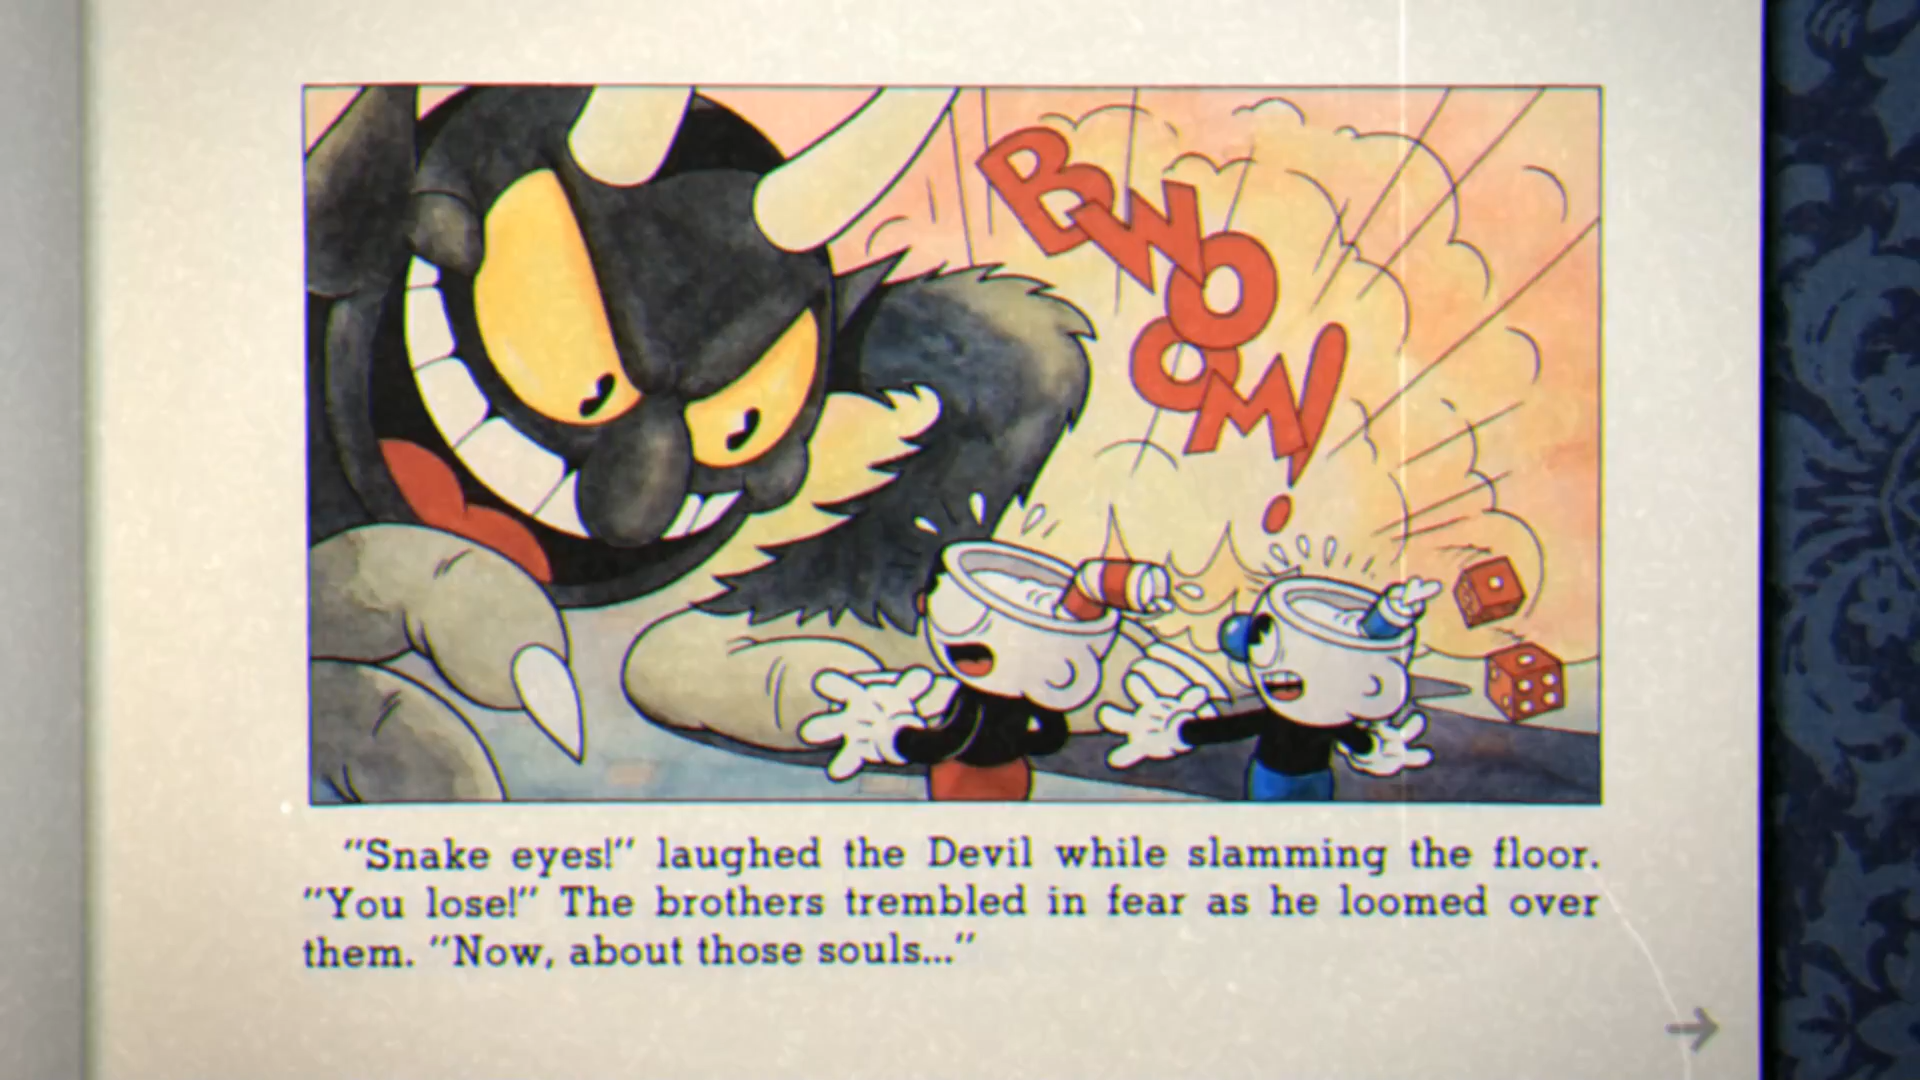 BWOOM!
"Snake eyes!" laughed the Devil while slamming the floor.
"You lose!" The brothers trembled in fear as he loomed over
them. "Now, about those souls..."